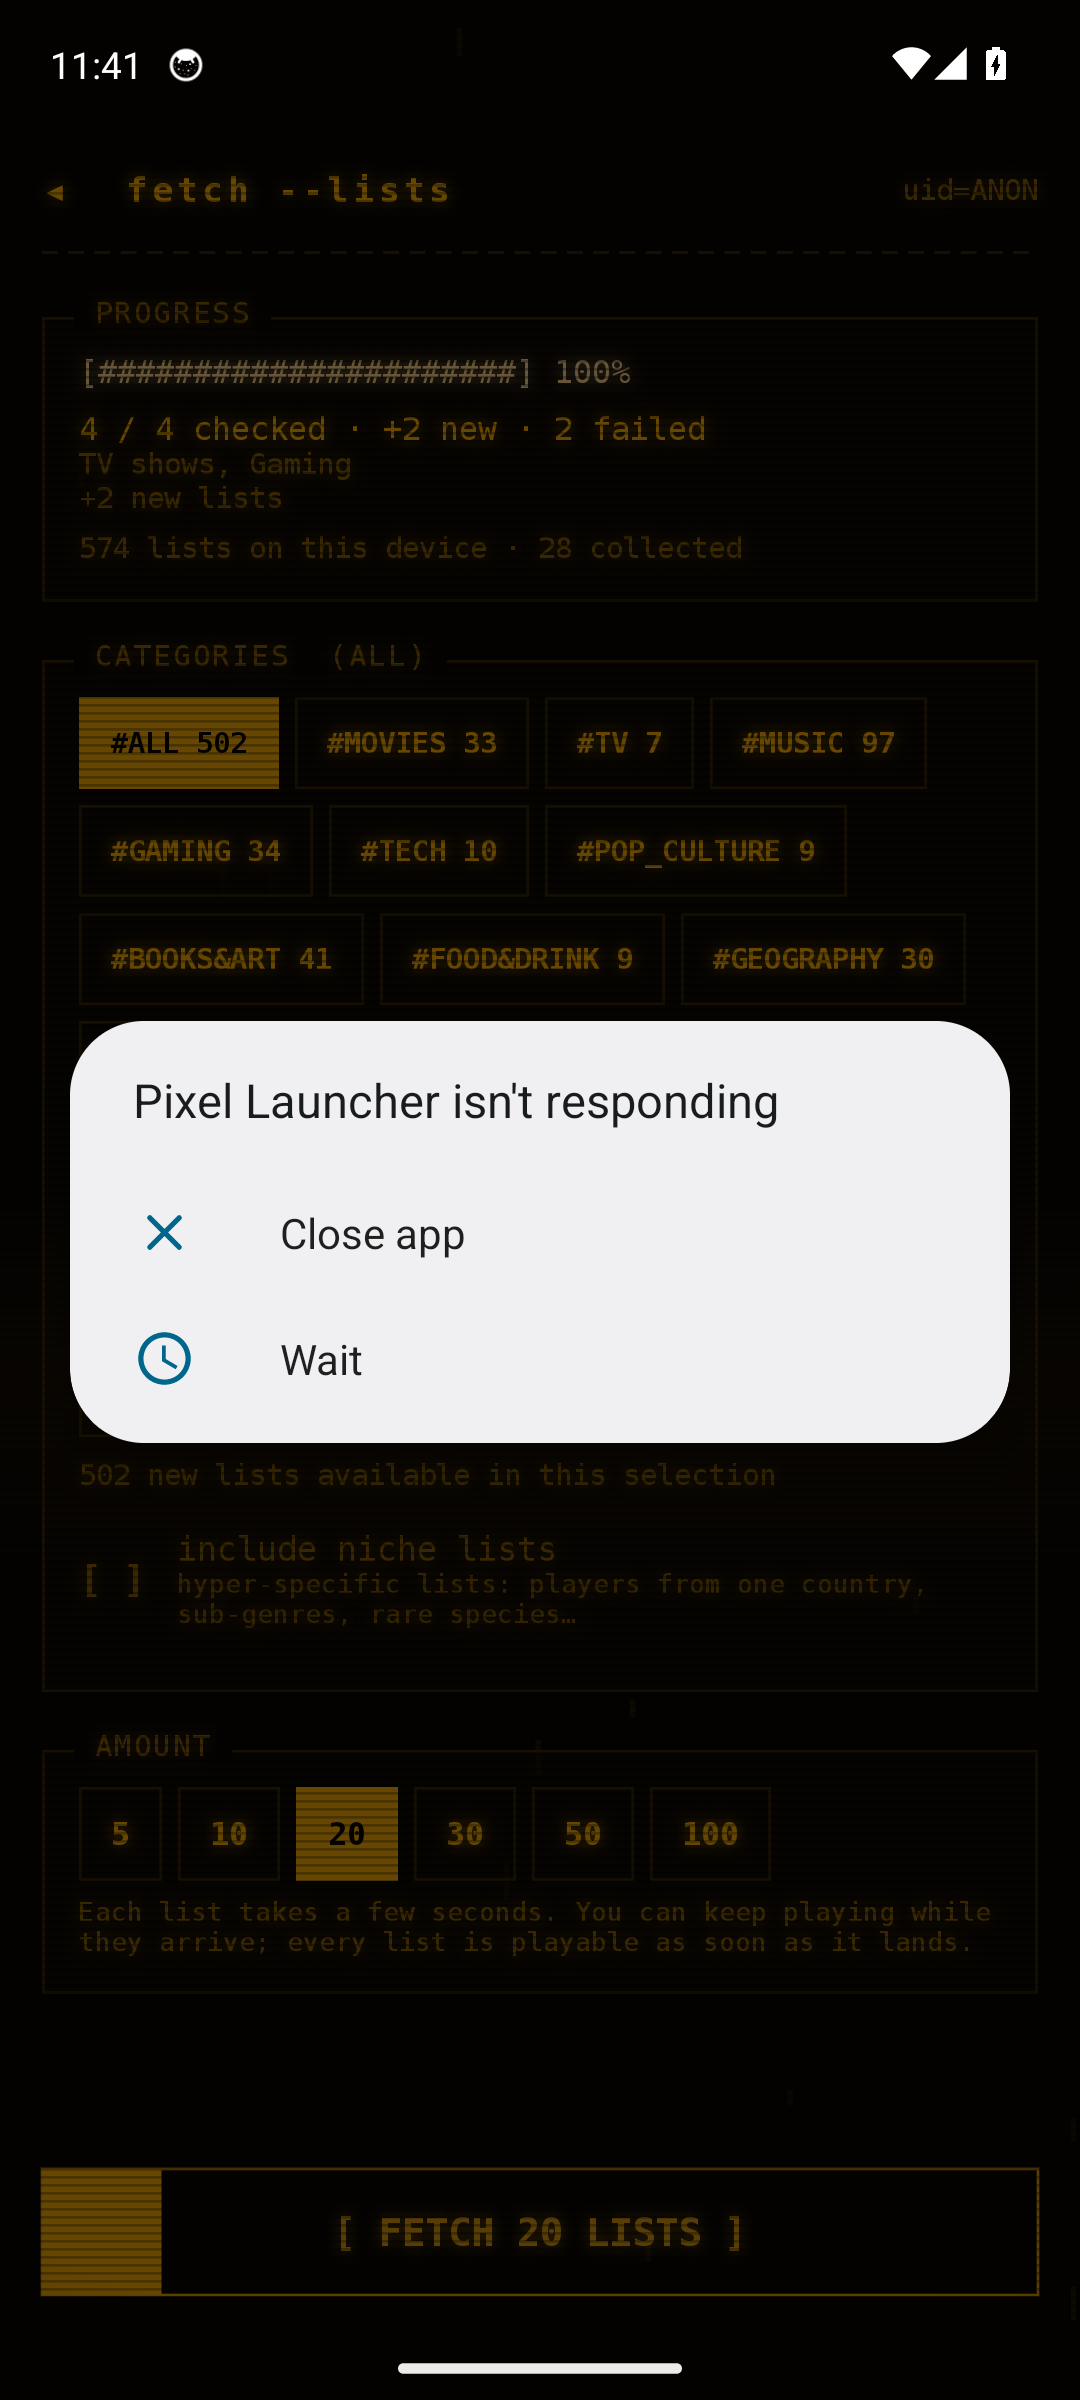 11:41
◂ fetch --lists uid=ANON
PROGRESS
[######################] 100%
4 / 4 checked · +2 new · 2 failed
TV shows, Gaming
+2 new lists
574 lists on this device · 28 collected
CATEGORIES (ALL)
#ALL 502 #MOVIES 33 #TV 7 #MUSIC 97
#GAMING 34 #TECH 10 #POP_CULTURE 9
#BOOKS&ART 41 #FOOD&DRINK 9 #GEOGRAPHY 30
Pixel Launcher isn't responding
Close app
Wait
502 new lists available in this selection
[ ] include niche lists
hyper-specific lists: players from one country,
sub-genres, rare species…
AMOUNT
5 10 20 30 50 100
Each list takes a few seconds. You can keep playing while
they arrive; every list is playable as soon as it lands.
[ FETCH 20 LISTS ]